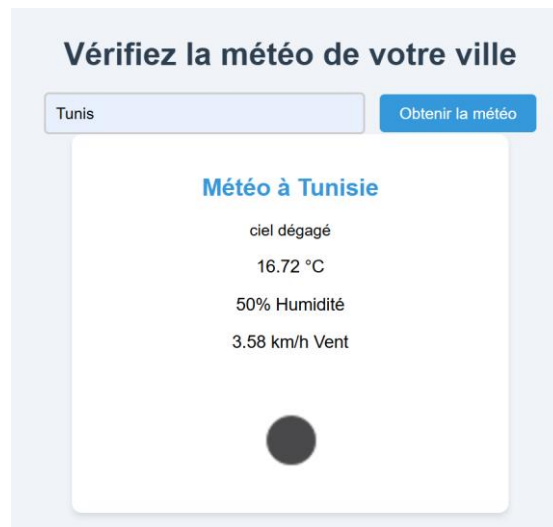 Vérifiez la météo de votre ville
Tunis
Obtenir la météo
Météo à Tunisie
ciel dégagé
16.72 °C
50% Humidité
3.58 km/h Vent